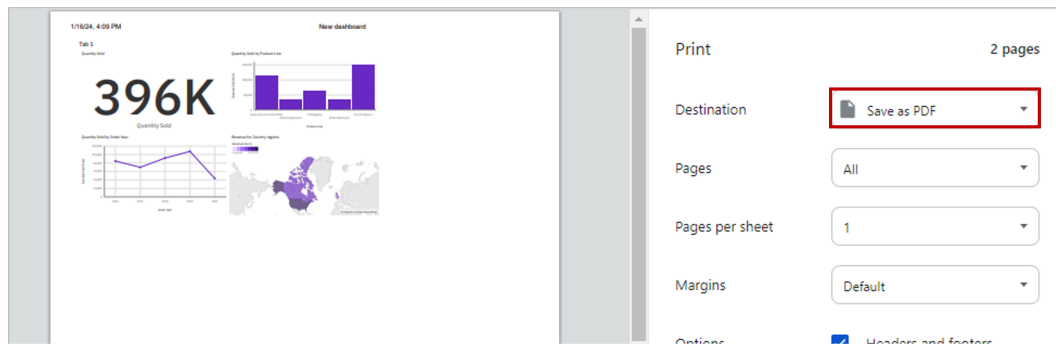 1/16/24, 4:09 PM
New dashboard
Tab 1
Quantity Sold
396K
Quantity Sold
Quantity Sold by Product Line
Quantity Sold by Order Year
Revenue for Country regions
Print
2 pages
Destination
Save as PDF
Pages
All
Pages per sheet
1
Margins
Default
Options
Headers and footers